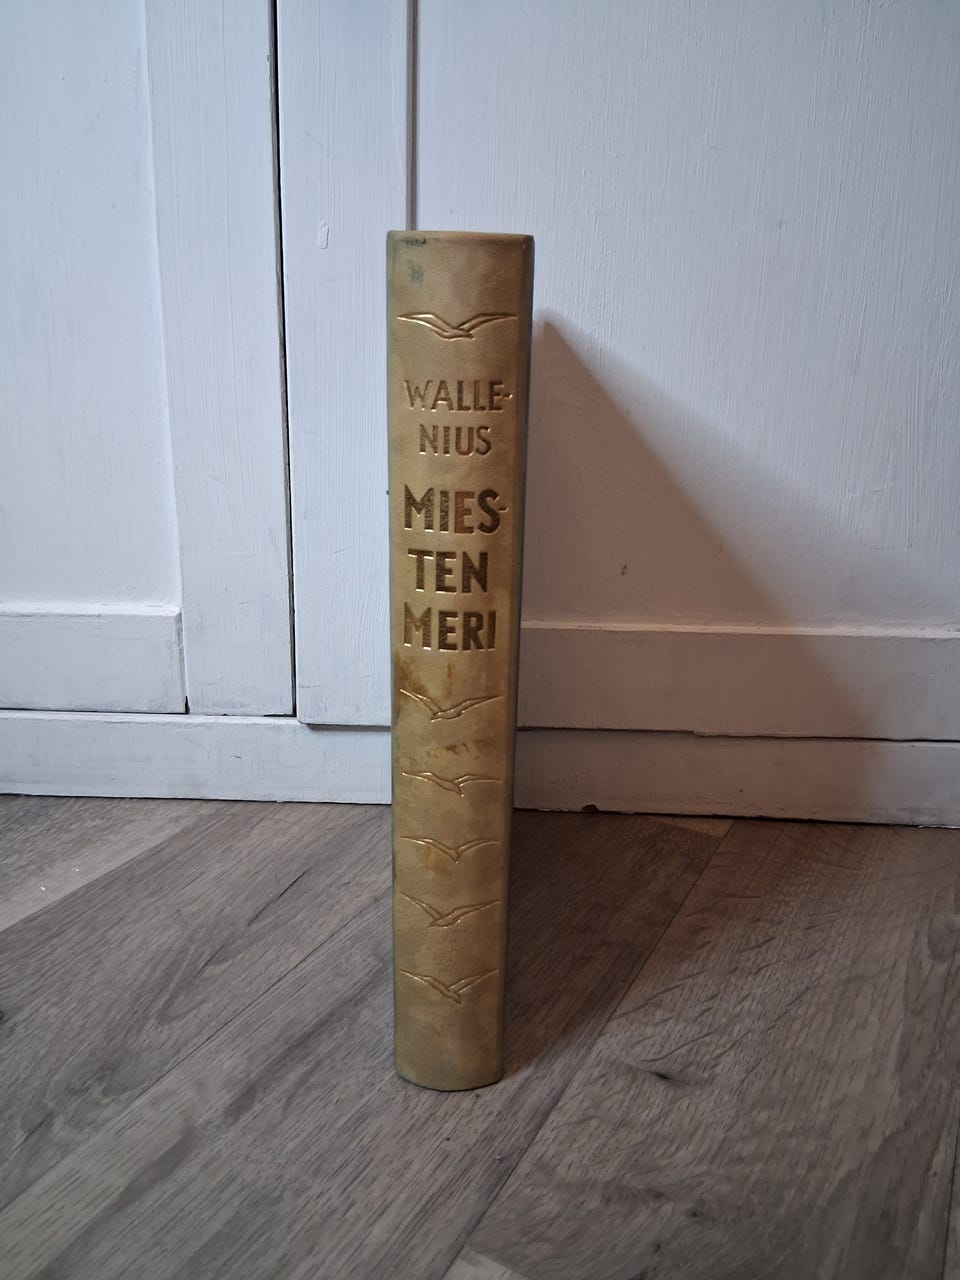 WALLE-
NIUS
MIES-
TEN
MERI